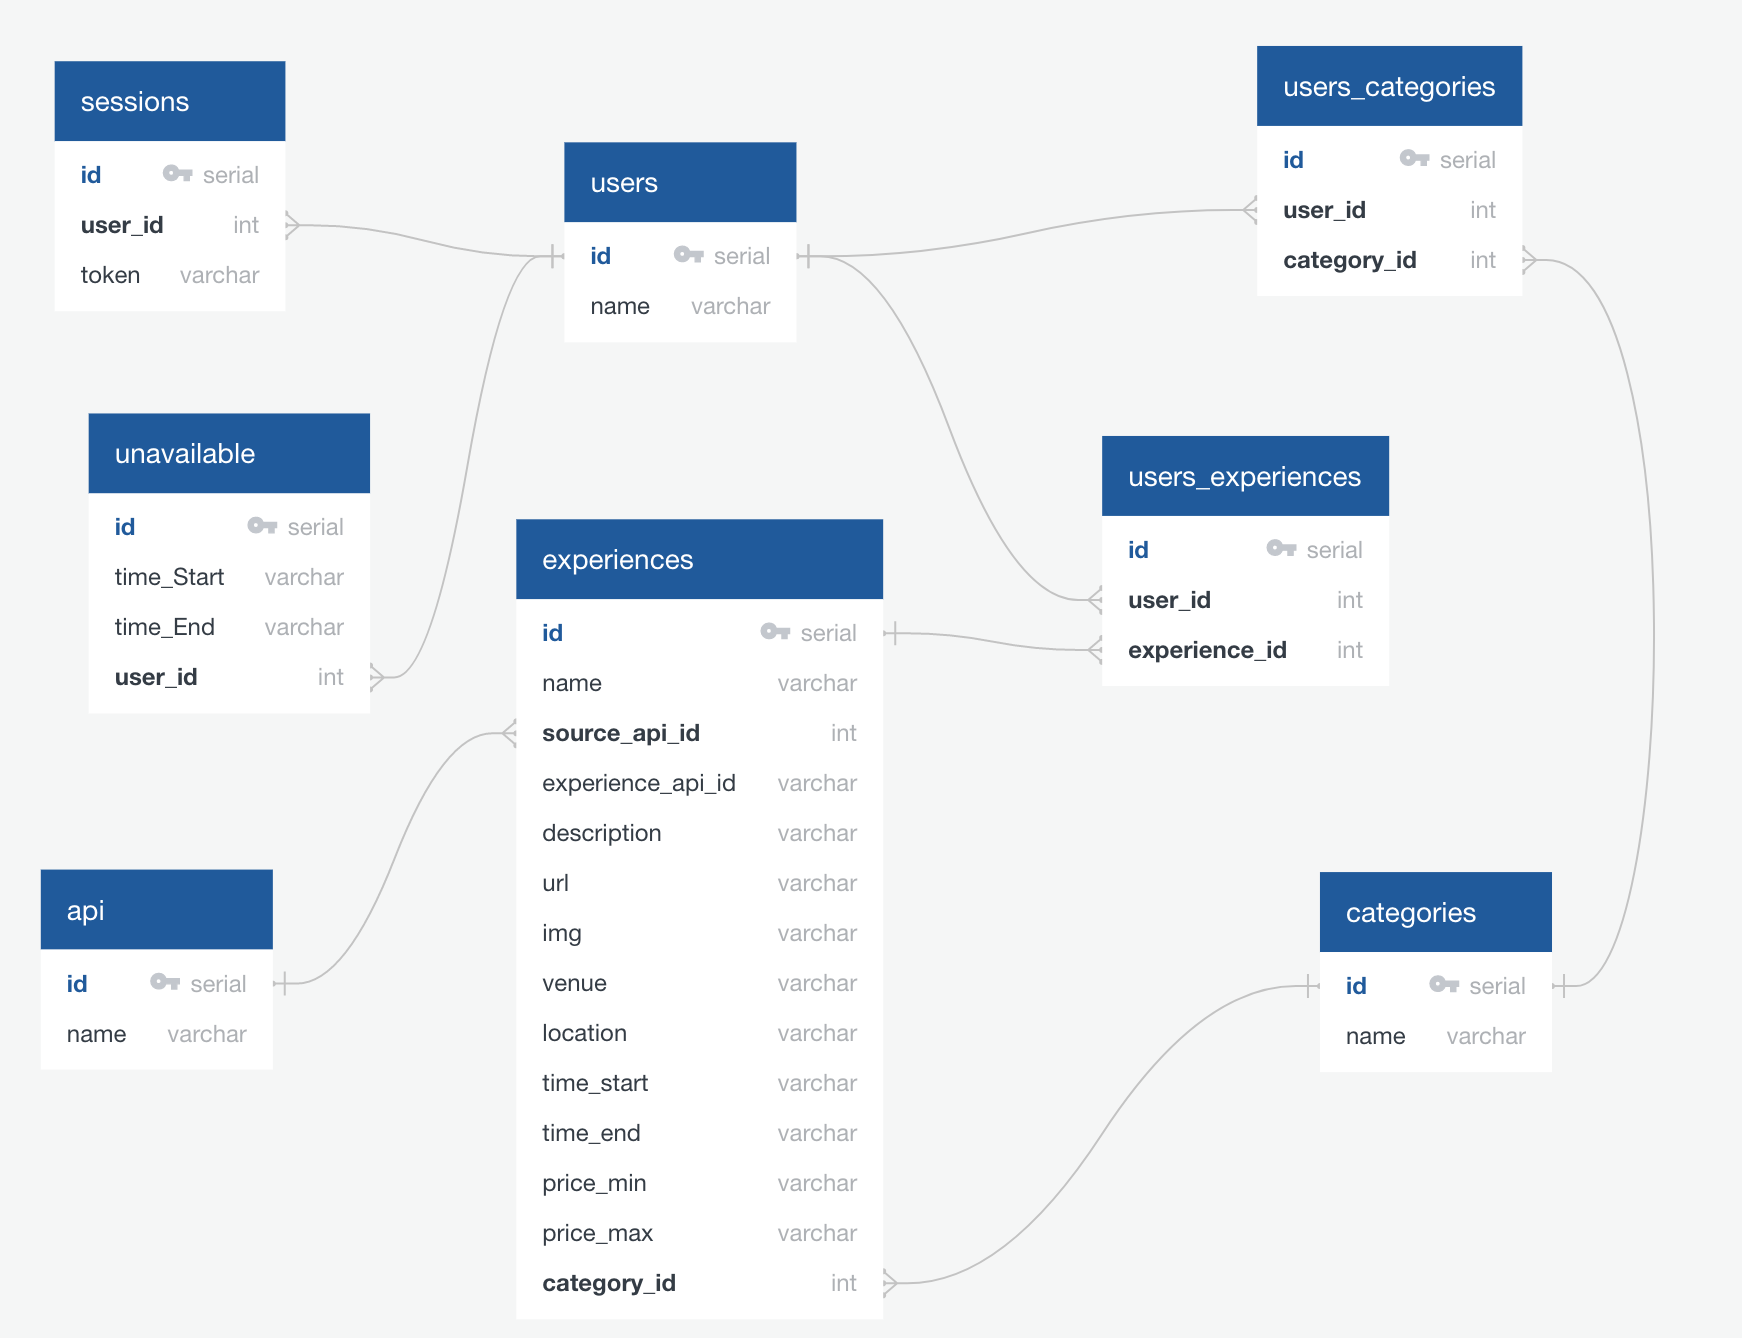 sessions
id serial
user_id int
token varchar
users
id serial
name varchar
users_categories
id serial
user_id int
category_id int
unavailable
id serial
time_Start varchar
time_End varchar
user_id int
experiences
id serial
name varchar
source_api_id int
experience_api_id varchar
description varchar
url varchar
img varchar
venue varchar
location varchar
time_start varchar
time_end varchar
price_min varchar
price_max varchar
category_id int
users_experiences
id serial
user_id int
experience_id int
api
id serial
name varchar
categories
id serial
name varchar